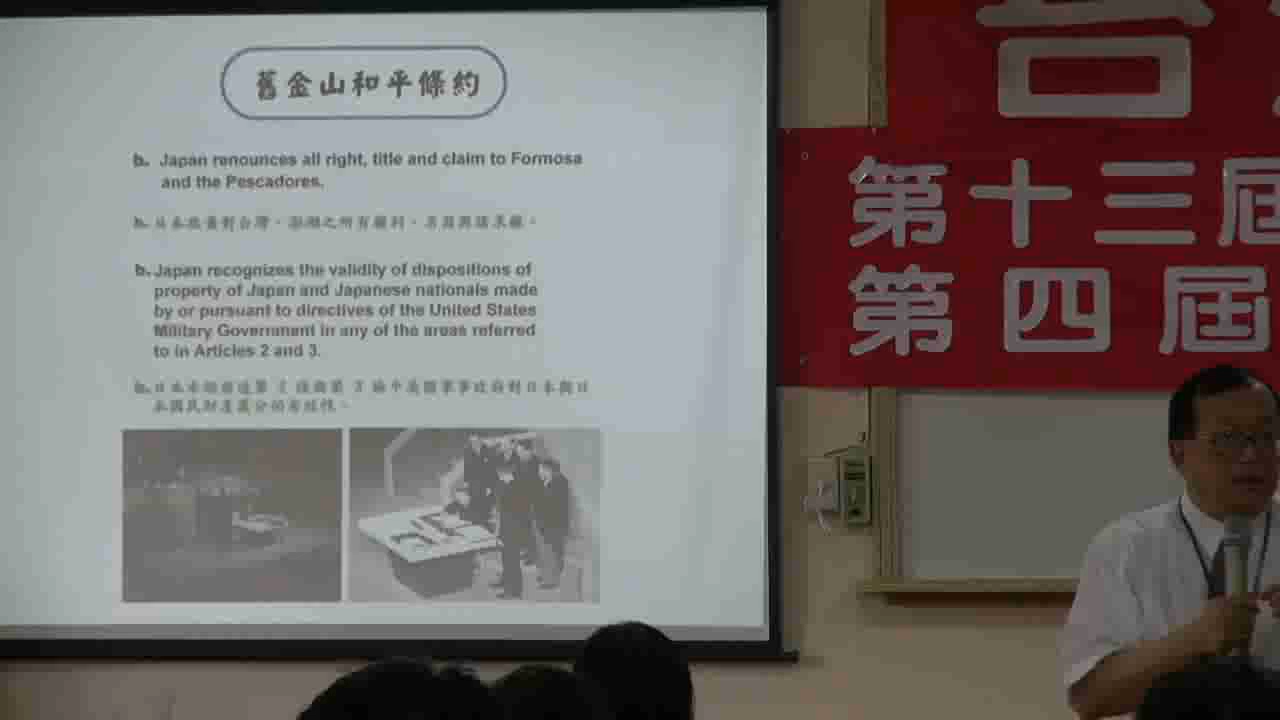 舊金山和平條約
b. Japan renounces all right, title and claim to Formosa
and the Pescadores.
b. 日本放棄對台灣、澎湖之所有權利、名義與請求權。
b. Japan recognizes the validity of dispositions of
property of Japan and Japanese nationals made
by or pursuant to directives of the United States
Military Government in any of the areas referred
to in Articles 2 and 3.
第十三屆
第四屆